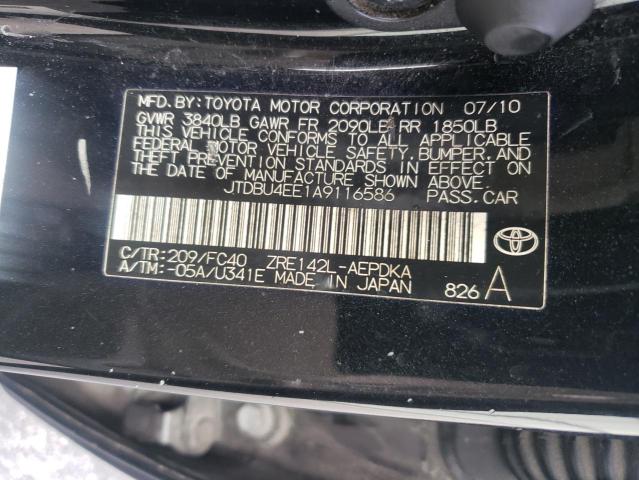 MFD.BY:TOYOTA MOTOR CORPORATION 07/10
GVWR 3840LB GAWR FR 2090LB RR 1850LB
THIS VEHICLE CONFORMS TO ALL APPLICABLE
FEDERAL MOTOR VEHICLE SAFETY, BUMPER, AND
THEFT PREVENTION STANDARDS IN EFFECT ON
THE DATE OF MANUFACTURE SHOWN ABOVE.
JTDBU4EE1A9116586 PASS.CAR
C/TR:209/FC40 ZRE142L-AEPDKA
A/TM:-05A/U341E MADE IN JAPAN 826A